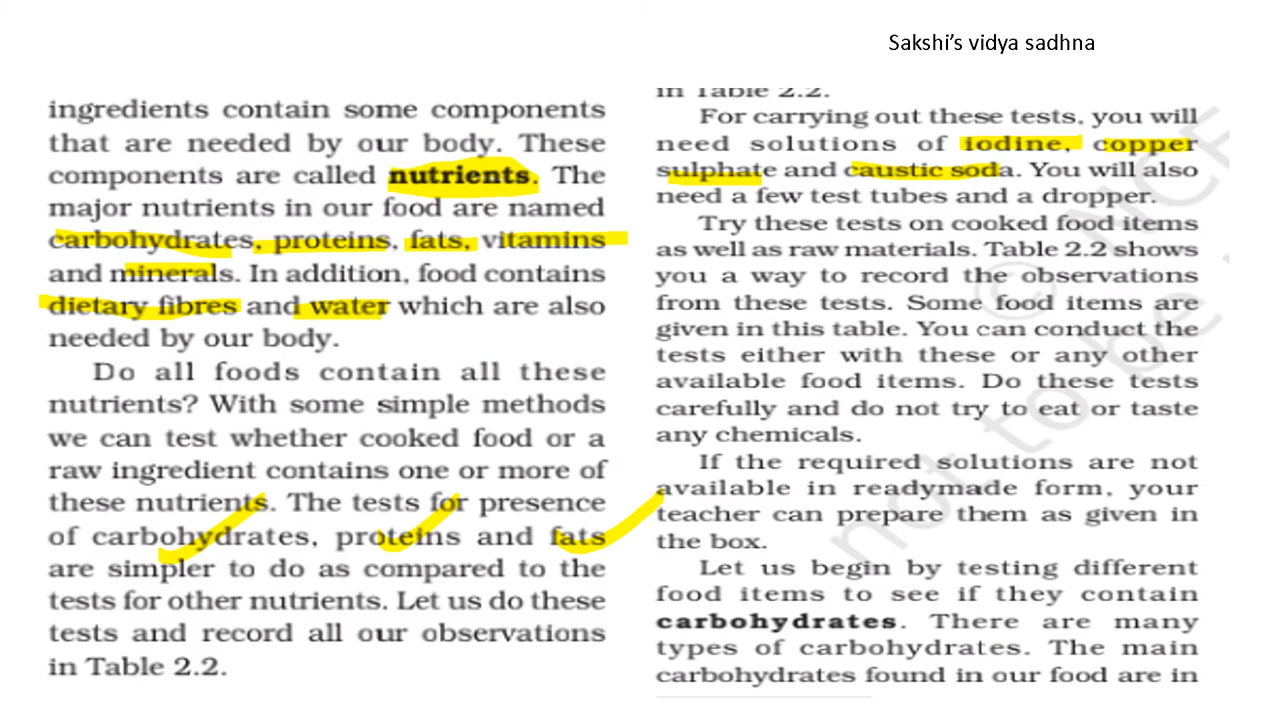 Sakshi's vidya sadhna
ingredients contain some components
that are needed by our body. These
components are called nutrients. The
major nutrients in our food are named
carbohydrates, proteins, fats, vitamins
and minerals. In addition, food contains
dietary fibres and water which are also
needed by our body.
Do all foods contain all these
nutrients? With some simple methods
we can test whether cooked food or a
raw ingredient contains one or more of
these nutrients. The tests for presence
of carbohydrates, proteins and fats
are simpler to do as compared to the
tests for other nutrients. Let us do these
tests and record all our observations
in Table 2.2.
in Table 2.2.
For carrying out these tests, you will
need solutions of iodine, copper
sulphate and caustic soda. You will also
need a few test tubes and a dropper.
Try these tests on cooked food items
as well as raw materials. Table 2.2 shows
you a way to record the observations
from these tests. Some food items are
given in this table. You can conduct the
tests either with these or any other
available food items. Do these tests
carefully and do not try to eat or taste
any chemicals.
If the required solutions are not
available in readymade form, your
teacher can prepare them as given in
the box.
Let us begin by testing different
food items to see if they contain
carbohydrates. There are many
types of carbohydrates. The main
carbohydrates found in our food are in
© NCE
not to be